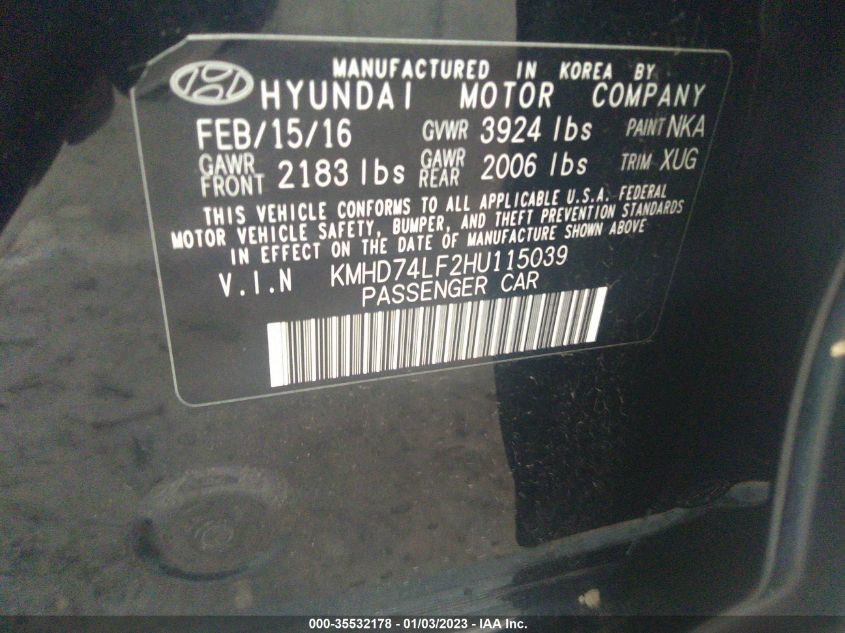 MANUFACTURED IN KOREA BY
HYUNDAI MOTOR COMPANY
FEB/15/16 GVWR 3924 lbs PAINT NKA
GAWR FRONT 2183 lbs GAWR REAR 2006 lbs TRIM XUG
THIS VEHICLE CONFORMS TO ALL APPLICABLE U.S.A. FEDERAL
MOTOR VEHICLE SAFETY, BUMPER, AND THEFT PREVENTION STANDARDS
IN EFFECT ON THE DATE OF MANUFACTURE SHOWN ABOVE
V.I.N KMHD74LF2HU115039
PASSENGER CAR
000-35532178 - 01/03/2023 - IAA Inc.